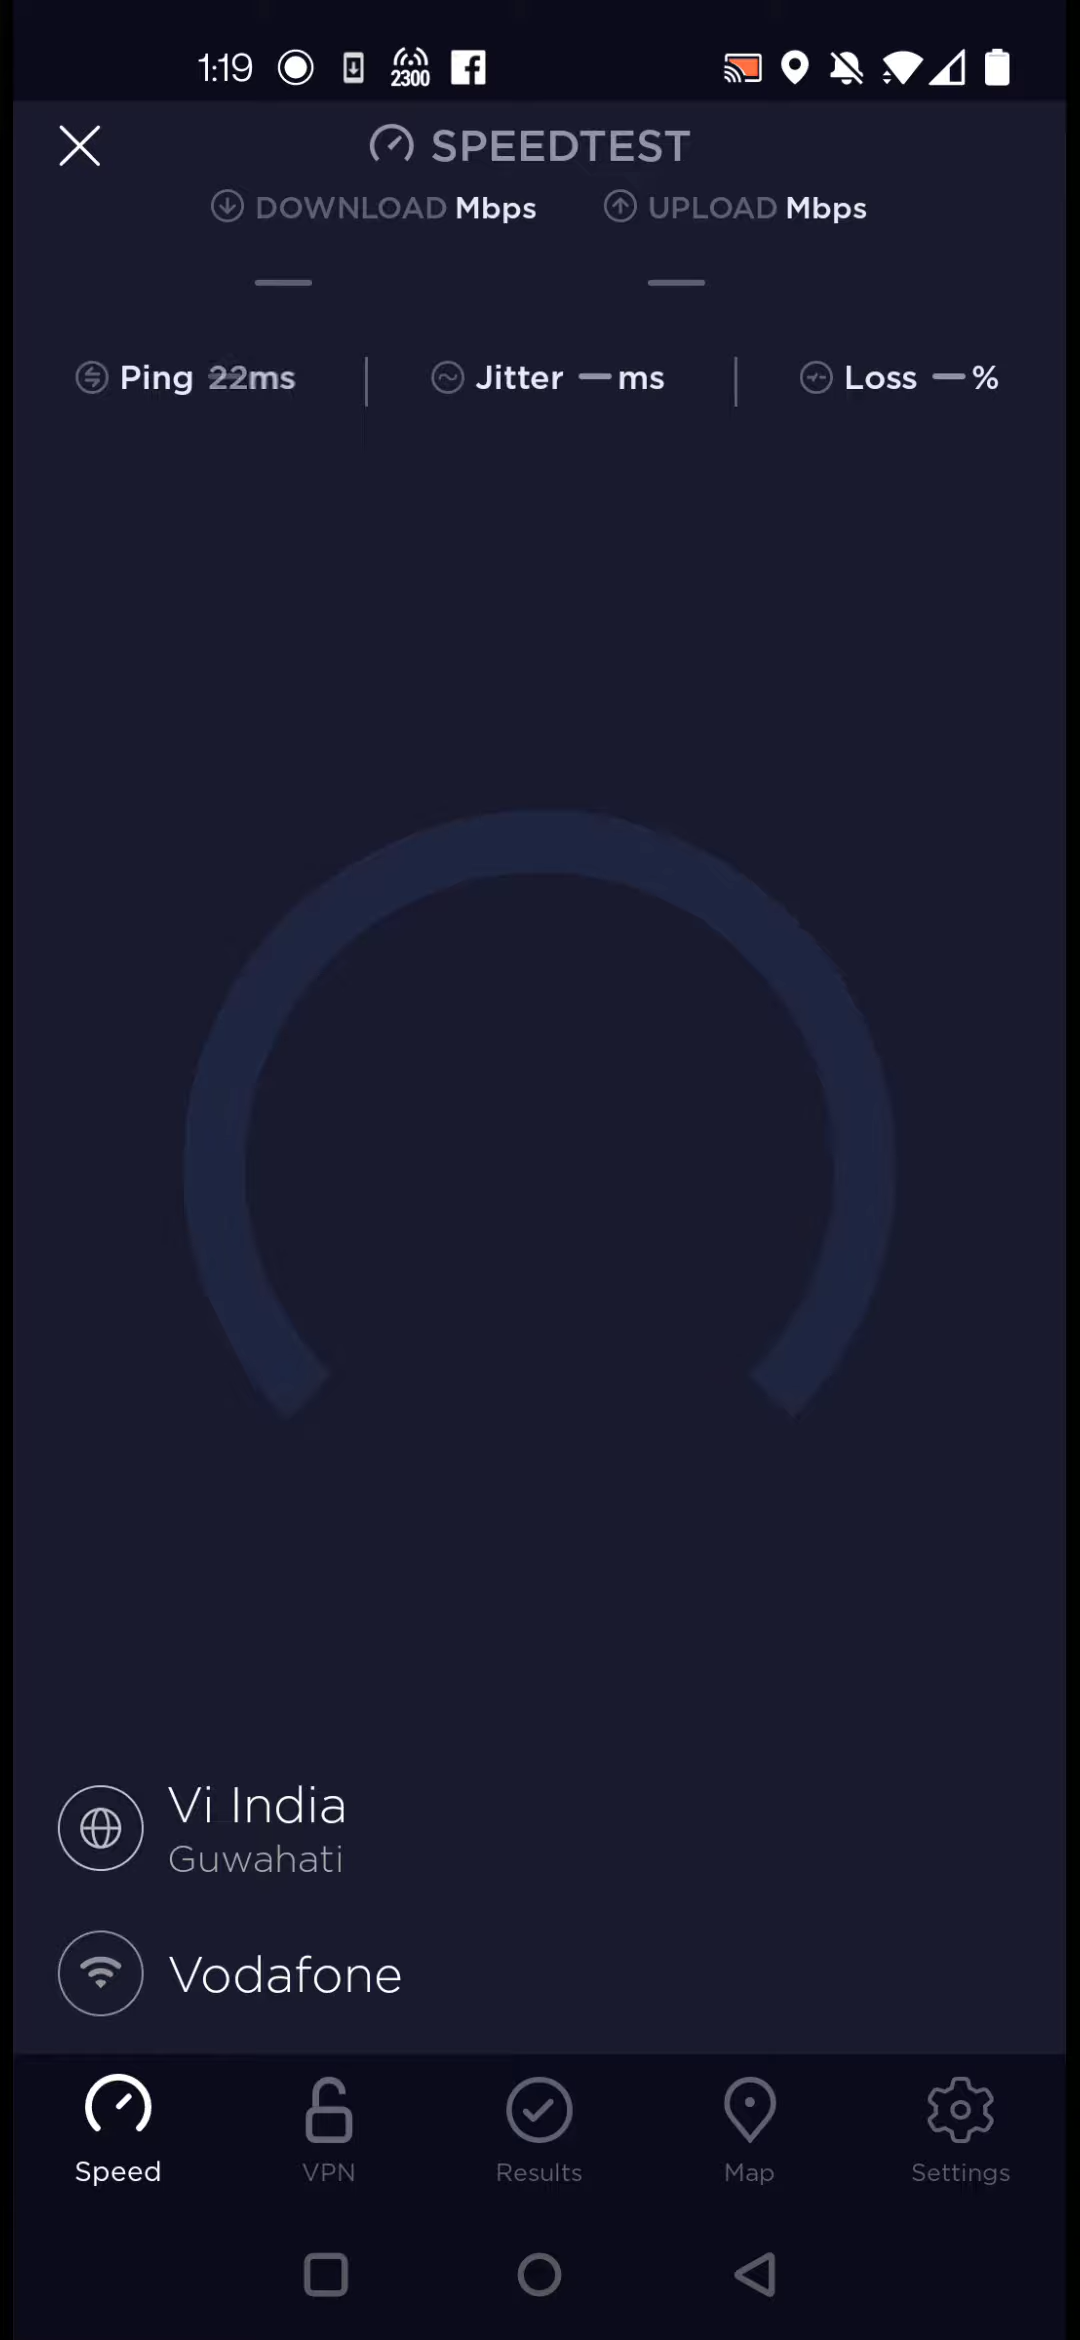 1:19 2300
SPEEDTEST
DOWNLOAD Mbps UPLOAD Mbps
— —
Ping 22ms Jitter — ms Loss — %
Vi India
Guwahati
Vodafone
Speed VPN Results Map Settings